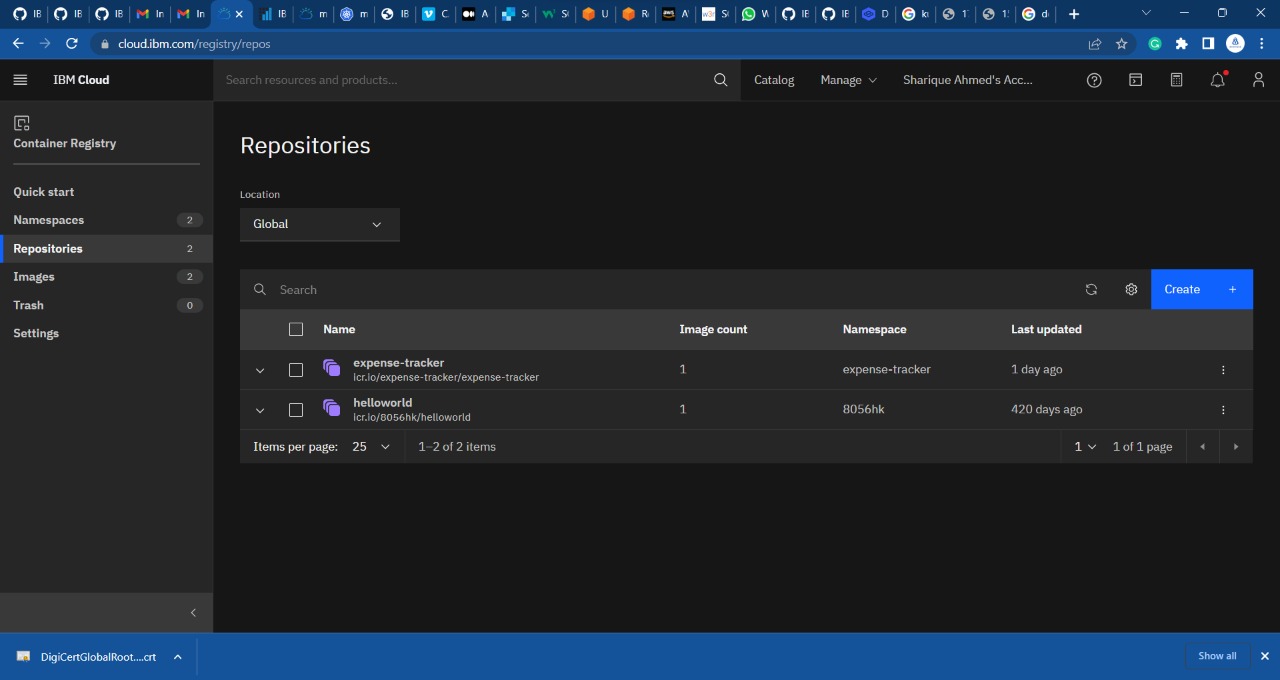 IB
IB
IB
In
In
IB
m
m
IB
C
A
Se
U
Re
A
W
IB
IB
D
G
d
cloud.ibm.com/registry/repos
IBM Cloud
Search resources and products...
Catalog
Manage
Sharique Ahmed's Acc...
Container Registry
Quick start
Namespaces 2
Repositories 2
Images 2
Trash 0
Settings
Repositories
Location
Global
Search
Create +
Name Image count Namespace Last updated
expense-tracker
icr.io/expense-tracker/expense-tracker
1 expense-tracker 1 day ago
helloworld
icr.io/8056hk/helloworld
1 8056hk 420 days ago
Items per page: 25 1–2 of 2 items 1 1 of 1 page
DigiCertGlobalRoot....crt
Show all